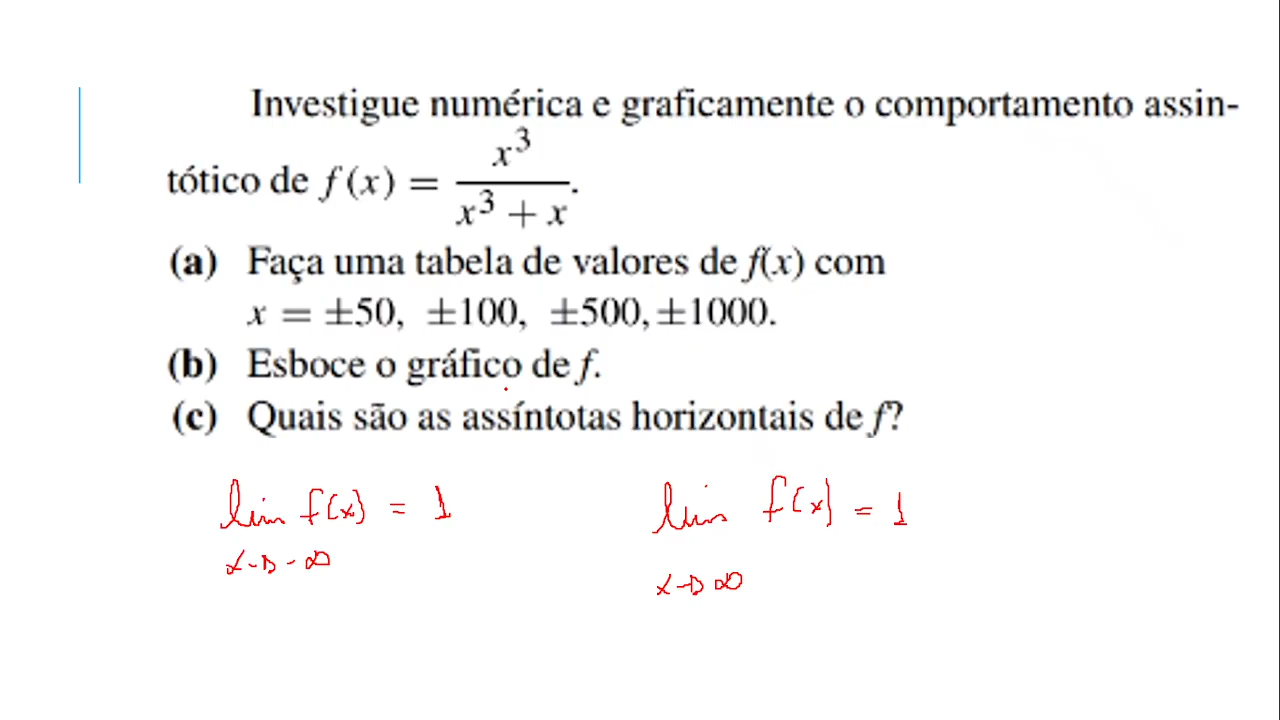 Investigue numérica e graficamente o comportamento assin-
tótico de f(x) = x³/(x³ + x).
(a) Faça uma tabela de valores de f(x) com
x = ±50, ±100, ±500, ±1000.
(b) Esboce o gráfico de f.
(c) Quais são as assíntotas horizontais de f?
lim f(x) = 1 lim f(x) = 1
x→-∞ x→∞